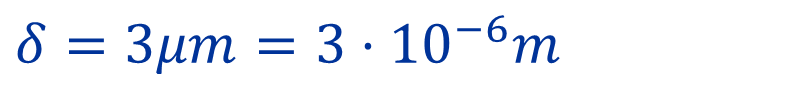 δ = 3μm = 3 · 10⁻⁶m